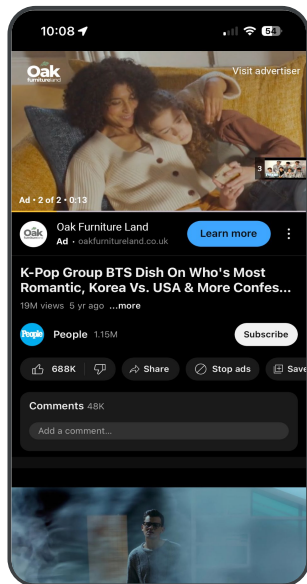 10:08
54
Oak
furnitureland
Visit advertiser
3
Ad • 2 of 2 • 0:13
Oak
Oak Furniture Land
Ad • oakfurnitureland.co.uk
Learn more
K-Pop Group BTS Dish On Who's Most
Romantic, Korea Vs. USA & More Confes...
19M views 5 yr ago ...more
People
People 1.15M
Subscribe
688K
Share
Stop ads
Save
Comments 48K
Add a comment...